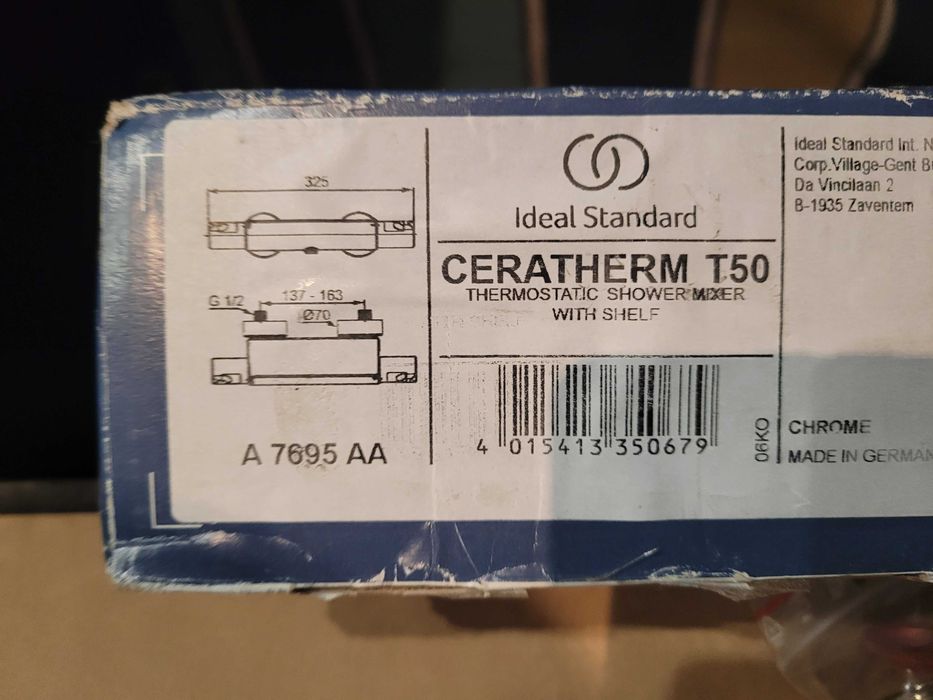 325
G 1/2
137 - 163
Ø70
A 7695 AA
Ideal Standard
CERATHERM T50
THERMOSTATIC SHOWER MIXER
WITH SHELF
4 015413 350679
06KO
Ideal Standard Int. N
Corp.Village-Gent B
Da Vincilaan 2
B-1935 Zaventem
CHROME
MADE IN GERMAN